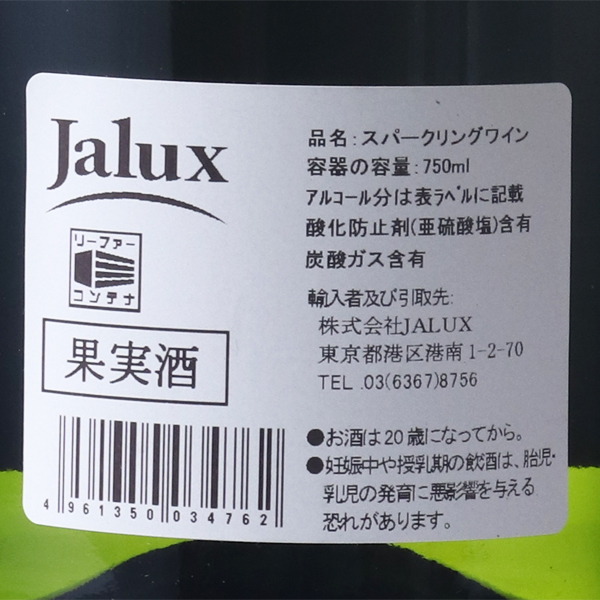 Jalux
リーファー
コンテナ
果実酒
4 961350 034762
品名:スパークリングワイン
容器の容量:750ml
アルコール分は表ラベルに記載
酸化防止剤(亜硫酸塩)含有
炭酸ガス含有
輸入者及び引取先:
株式会社JALUX
東京都港区港南1-2-70
TEL .03(6367)8756
●お酒は20歳になってから。
●妊娠中や授乳期の飲酒は、胎児・
乳児の発育に悪影響を与える
恐れがあります。